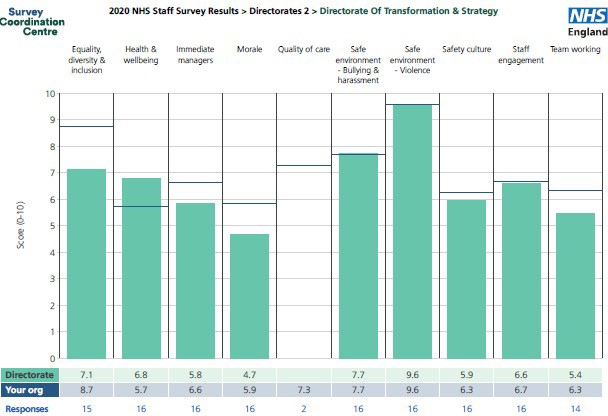 Survey
Coordination
Centre
2020 NHS Staff Survey Results > Directorates 2 > Directorate Of Transformation & Strategy
NHS
England
Equality,
diversity &
inclusion
Health &
wellbeing
Immediate
managers
Morale
Quality of care
Safe
environment
- Bullying &
harassment
Safe
environment
- Violence
Safety culture
Staff
engagement
Team working
Score (0-10)
10
9
8
7
6
5
4
3
2
1
0
Directorate 7.1 6.8 5.8 4.7 7.7 9.6 5.9 6.6 5.4
Your org 8.7 5.7 6.6 5.9 7.3 7.7 9.6 6.3 6.7 6.3
Responses 15 16 16 16 2 16 16 16 16 14